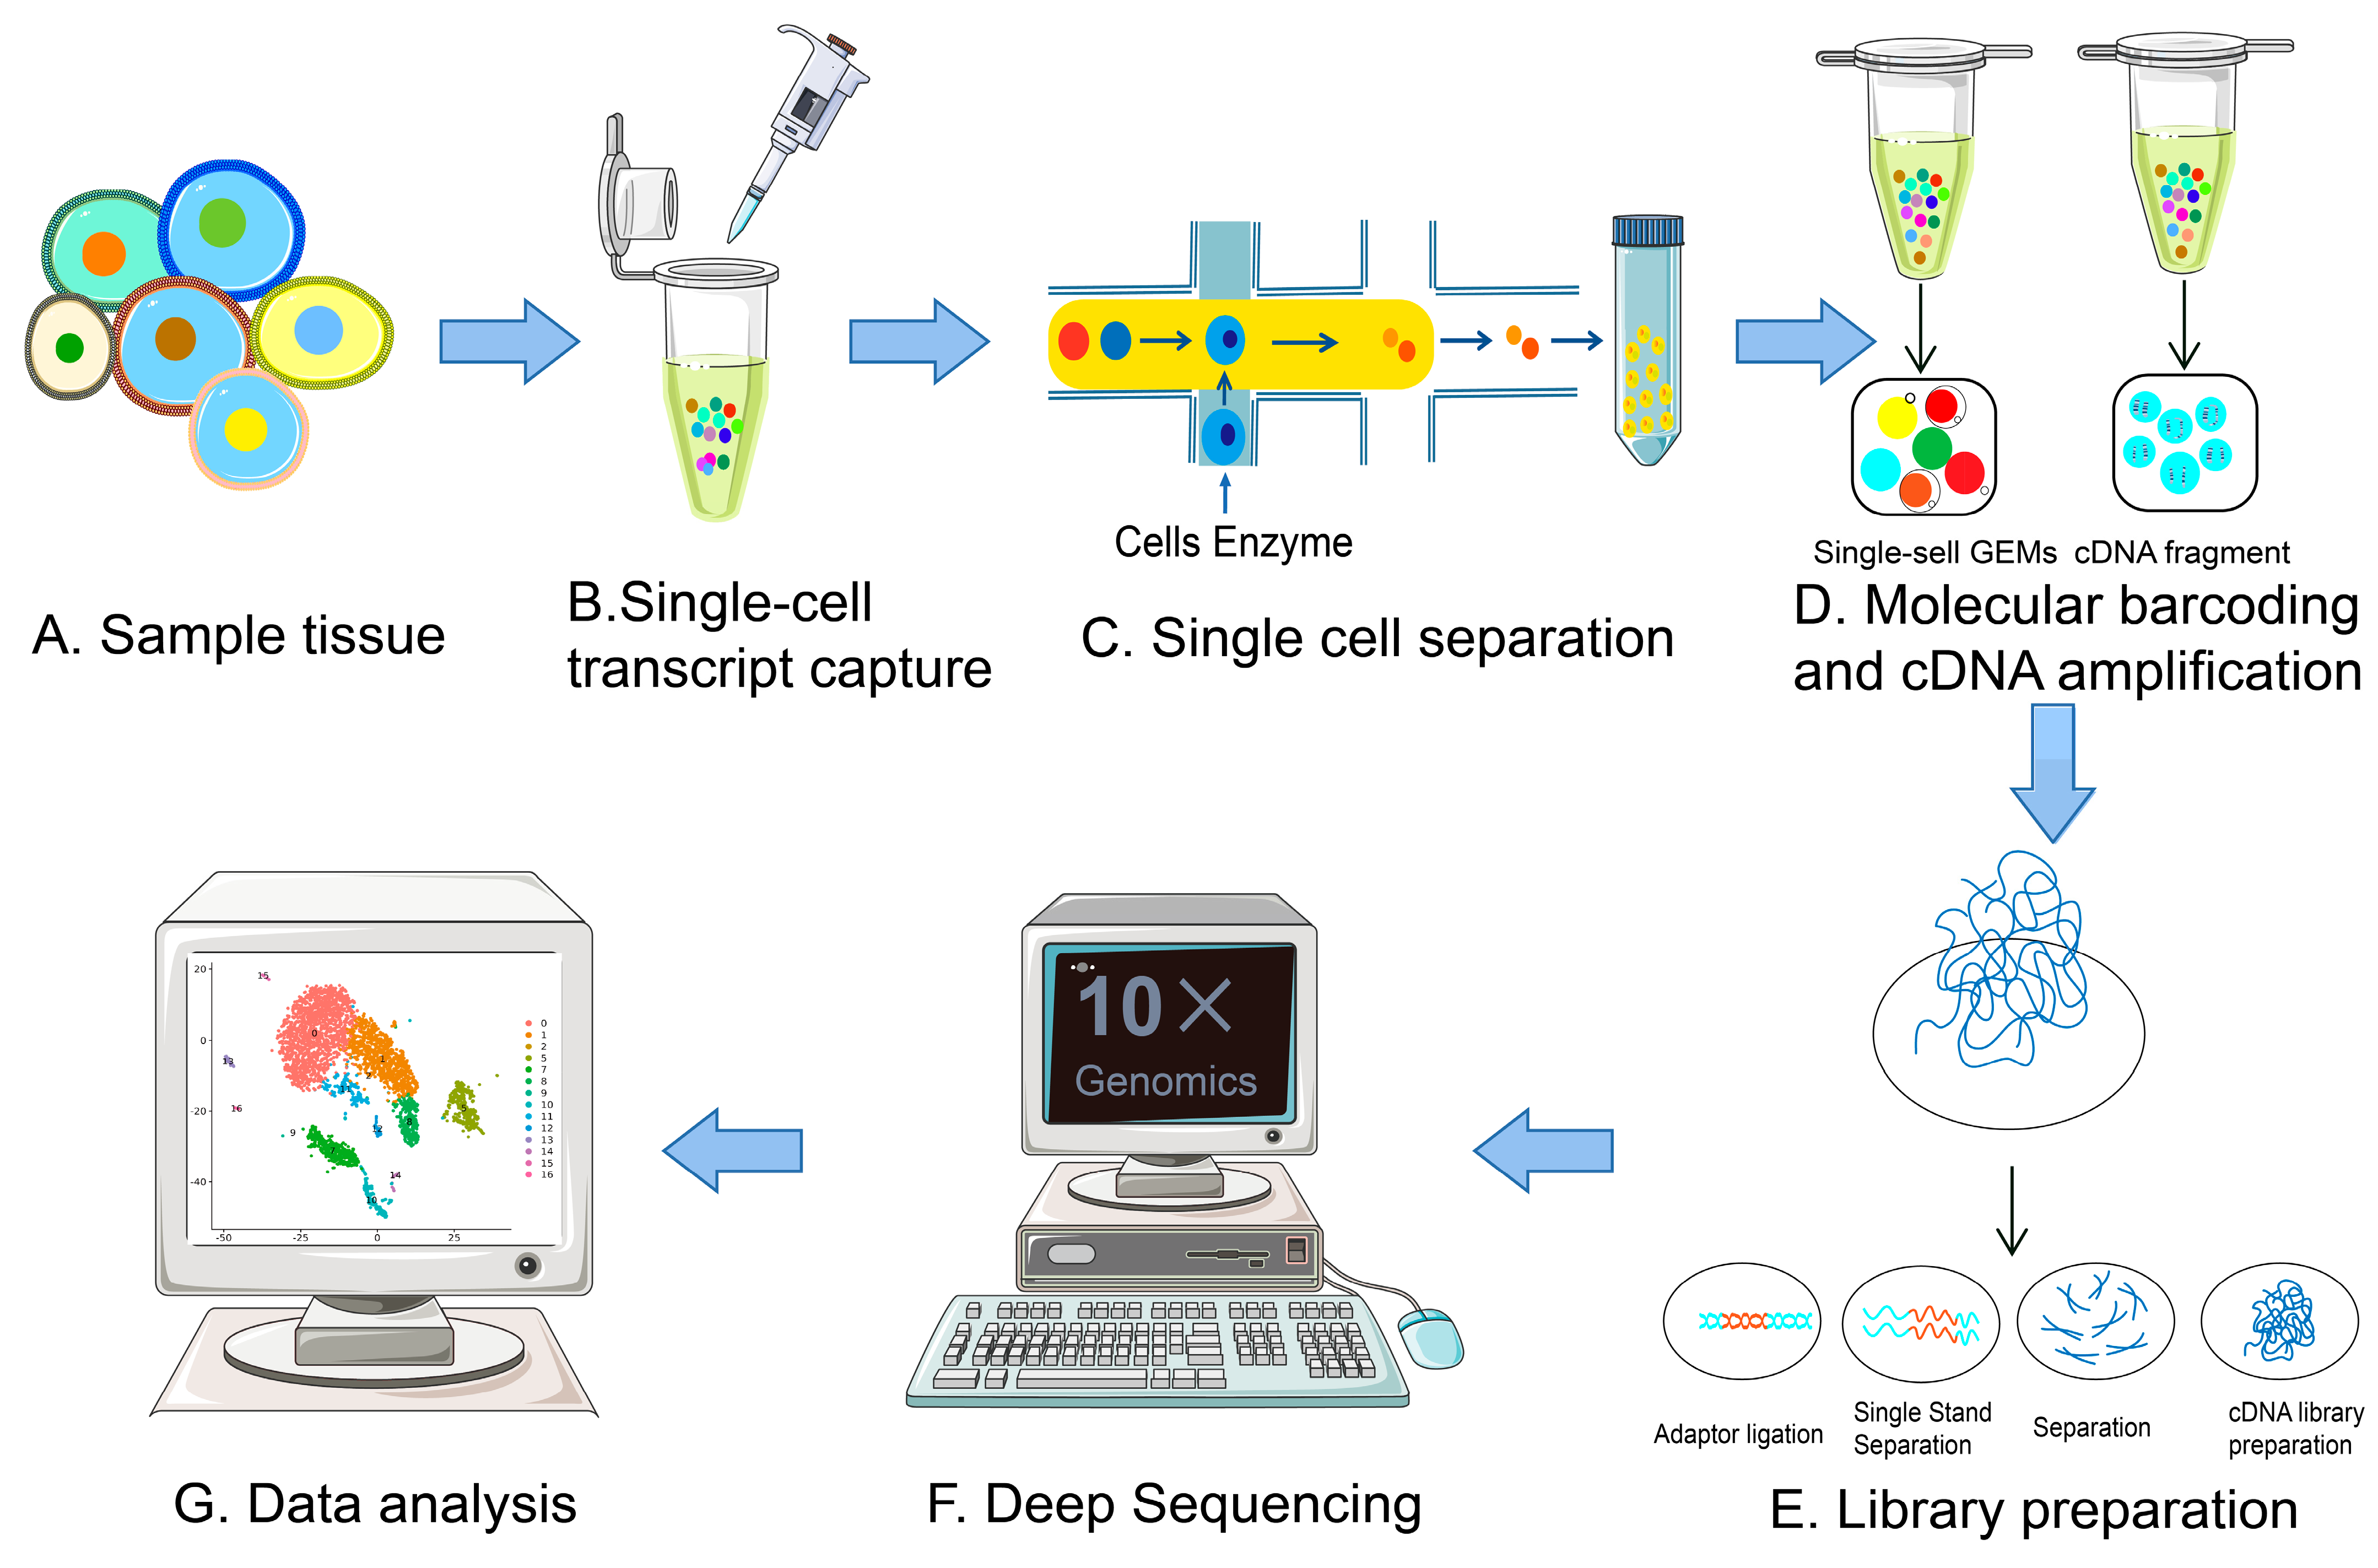 Cells Enzyme
Single-sell GEMs
cDNA fragment
A. Sample tissue
B.Single-cell
transcript capture
C. Single cell separation
D. Molecular barcoding
and cDNA amplification
20
0
-20
-40
-50
-25
0
25
15
0
1
2
13
11
16
5
8
12
9
7
14
10
0
1
2
5
7
8
9
10
11
12
13
14
15
16
10×
Genomics
Adaptor ligation
Single Stand
Separation
Separation
cDNA library
preparation
G. Data analysis
F. Deep Sequencing
E. Library preparation